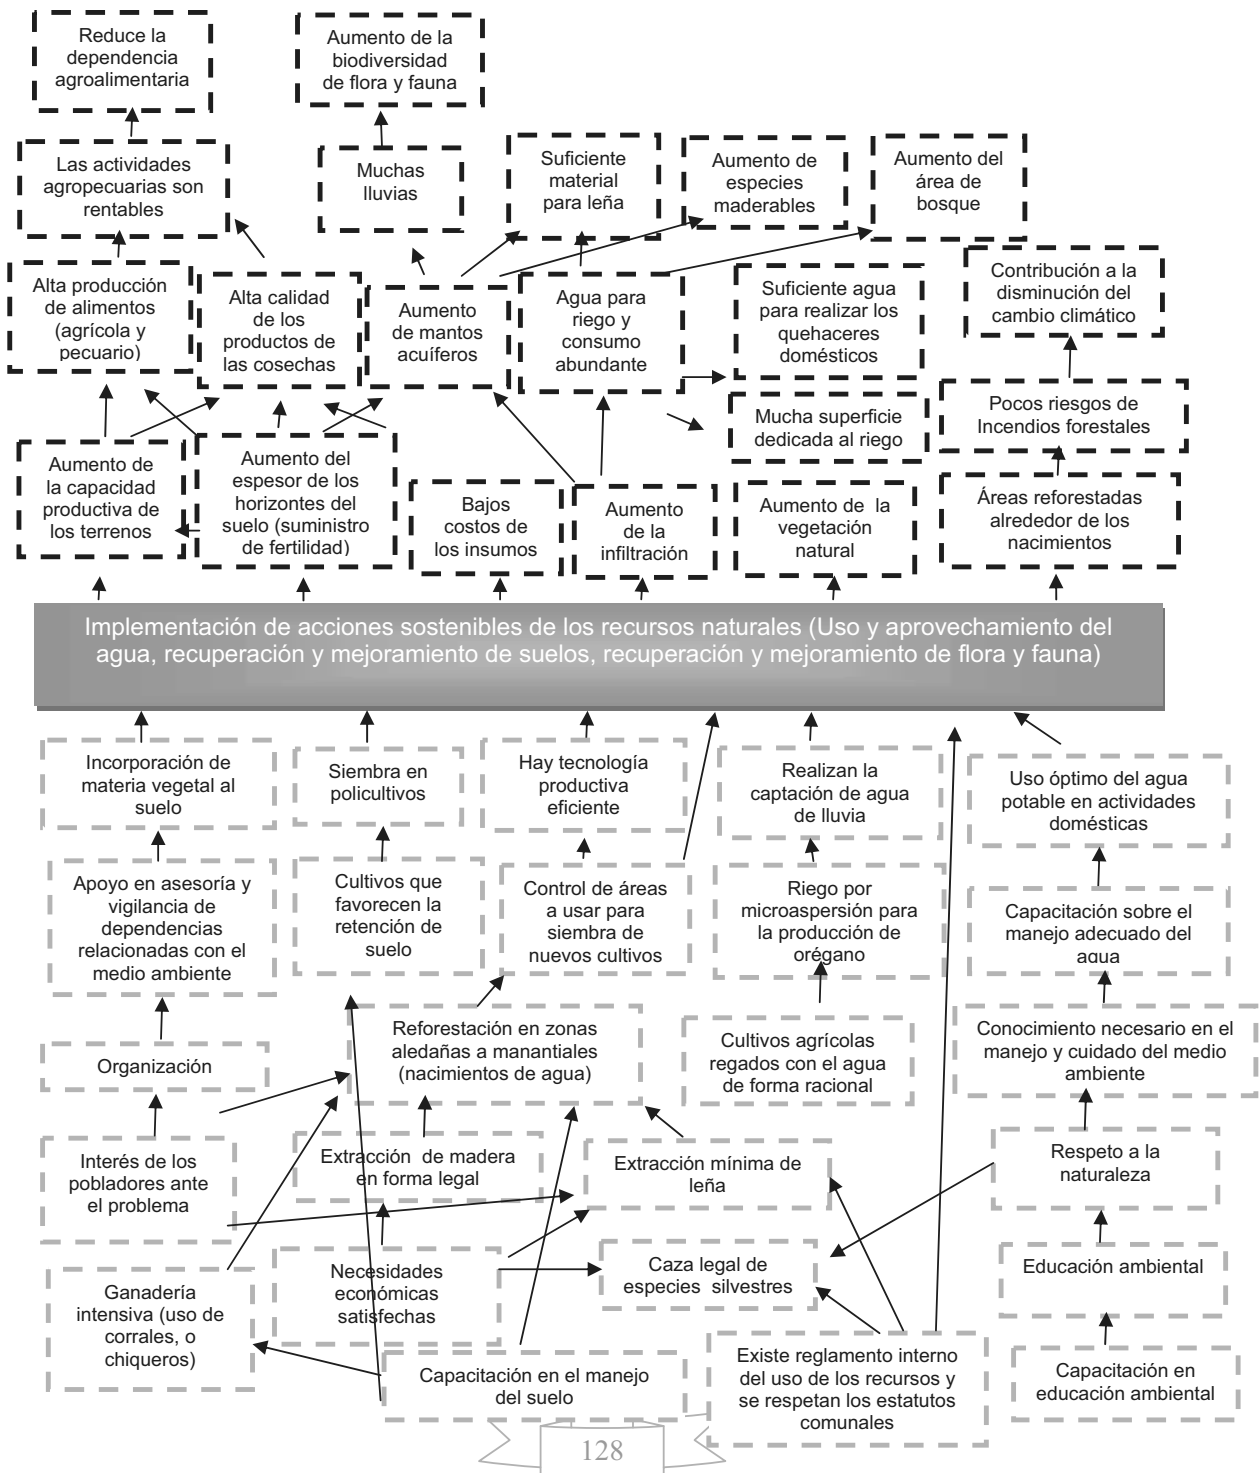 Reduce la
dependencia
agroalimentaria
Aumento de la
biodiversidad
de flora y fauna
Las actividades
agropecuarias son
rentables
Muchas
lluvias
Suficiente
material
para leña
Aumento de
especies
maderables
Aumento del
área de
bosque
Alta producción
de alimentos
(agrícola y
pecuario)
Alta calidad
de los
productos de
las cosechas
Aumento
de mantos
acuíferos
Agua para
riego y
consumo
abundante
Suficiente agua
para realizar los
quehaceres
domésticos
Contribución a la
disminución del
cambio climático
Mucha superficie
dedicada al riego
Pocos riesgos de
Incendios forestales
Aumento de
la capacidad
productiva de
los terrenos
Aumento del
espesor de los
horizontes del
suelo (suministro
de fertilidad)
Bajos
costos de
los insumos
Aumento
de la
infiltración
Aumento de la
vegetación
natural
Áreas reforestadas
alrededor de los
nacimientos
Implementación de acciones sostenibles de los recursos naturales (Uso y aprovechamiento del
agua, recuperación y mejoramiento de suelos, recuperación y mejoramiento de flora y fauna)
Incorporación de
materia vegetal al
suelo
Siembra en
policultivos
Hay tecnología
productiva
eficiente
Realizan la
captación de agua
de lluvia
Uso óptimo del agua
potable en actividades
domésticas
Apoyo en asesoría y
vigilancia de
dependencias
relacionadas con el
medio ambiente
Cultivos que
favorecen la
retención de
suelo
Control de áreas
a usar para
siembra de
nuevos cultivos
Riego por
microaspersión para
la producción de
orégano
Capacitación sobre el
manejo adecuado del
agua
Organización
Reforestación en zonas
aledañas a manantiales
(nacimientos de agua)
Cultivos agrícolas
regados con el agua
de forma racional
Conocimiento necesario en el
manejo y cuidado del medio
ambiente
Interés de los
pobladores ante
el problema
Extracción de madera
en forma legal
Extracción mínima de
leña
Respeto a la
naturaleza
Ganadería
intensiva (uso de
corrales, o
chiqueros)
Necesidades
económicas
satisfechas
Caza legal de
especies silvestres
Educación ambiental
Capacitación en el manejo
del suelo
Existe reglamento interno
del uso de los recursos y
se respetan los estatutos
comunales
Capacitación en
educación ambiental
128